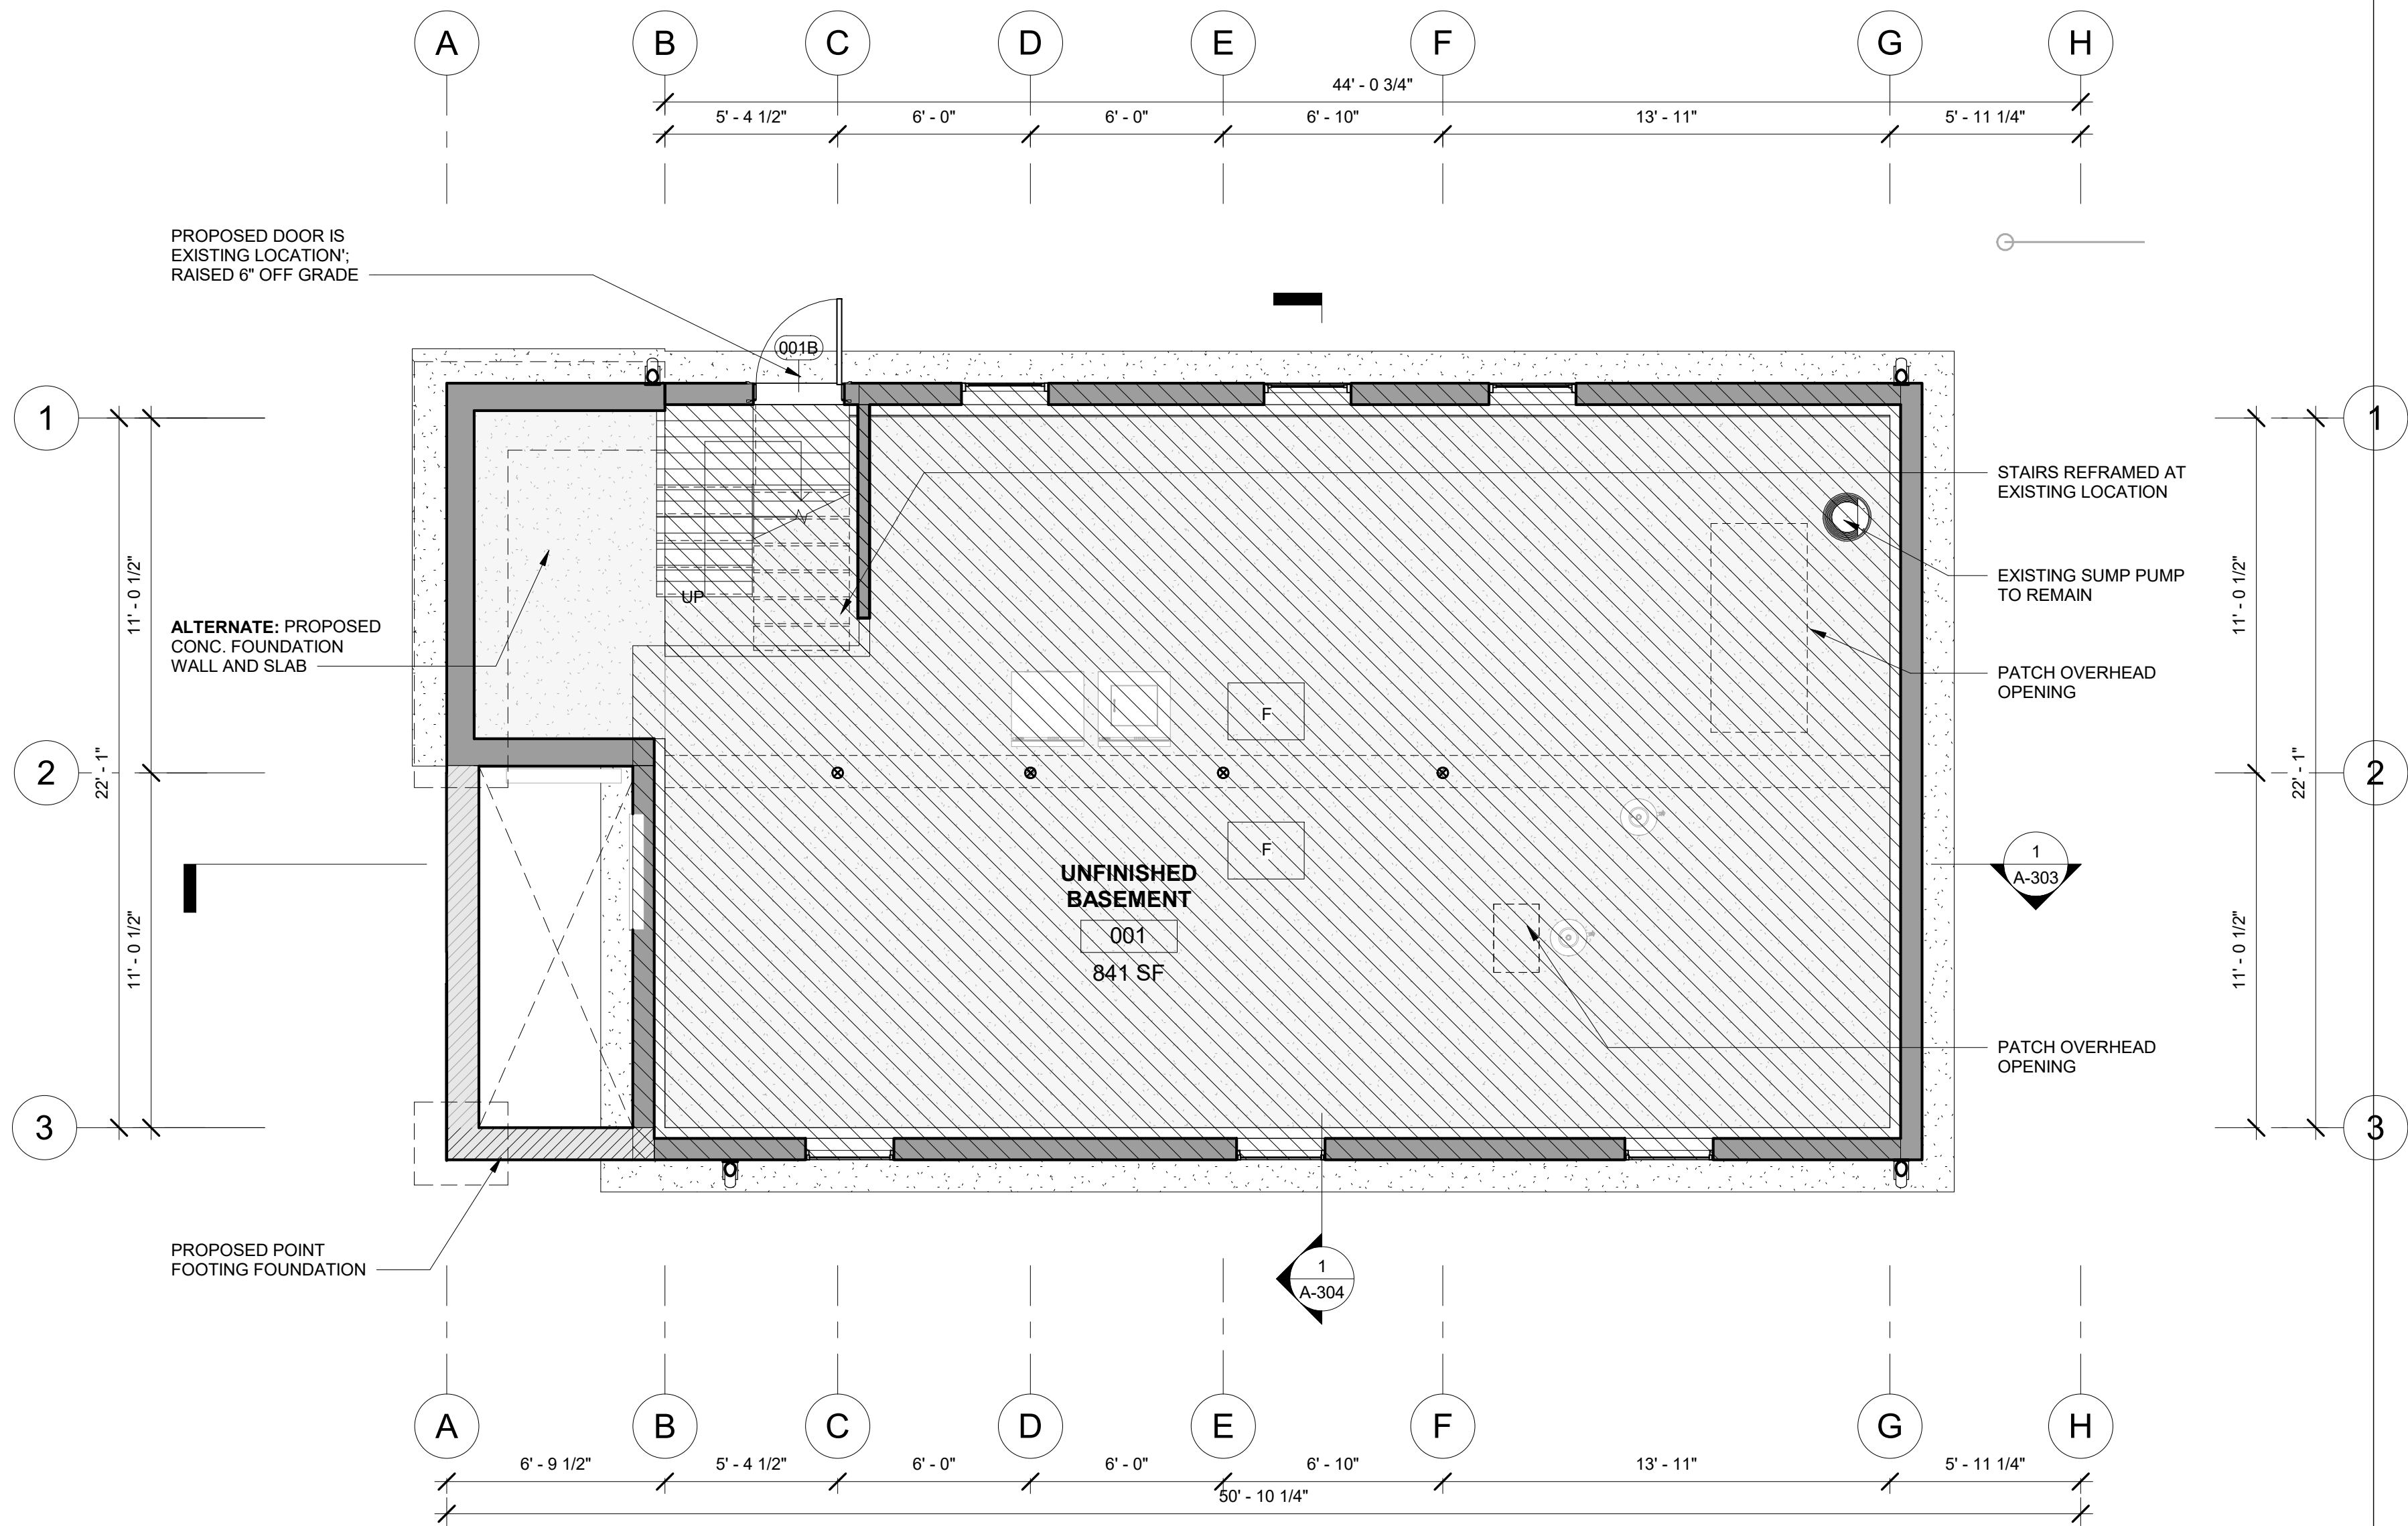 A B C D E F G H
44' - 0 3/4"
5' - 4 1/2" 6' - 0" 6' - 0" 6' - 10" 13' - 11" 5' - 11 1/4"
PROPOSED DOOR IS
EXISTING LOCATION';
RAISED 6" OFF GRADE
001B
1
1
STAIRS REFRAMED AT
EXISTING LOCATION
EXISTING SUMP PUMP
TO REMAIN
11' - 0 1/2"
11' - 0 1/2"
UP
ALTERNATE: PROPOSED
CONC. FOUNDATION
WALL AND SLAB
PATCH OVERHEAD
OPENING
F
2
22' - 1"
22' - 1"
2
F
UNFINISHED
BASEMENT
001
841 SF
1
A-303
11' - 0 1/2"
11' - 0 1/2"
PATCH OVERHEAD
OPENING
3
3
PROPOSED POINT
FOOTING FOUNDATION
1
A-304
A B C D E F G H
6' - 9 1/2" 5' - 4 1/2" 6' - 0" 6' - 0" 6' - 10" 13' - 11" 5' - 11 1/4"
50' - 10 1/4"